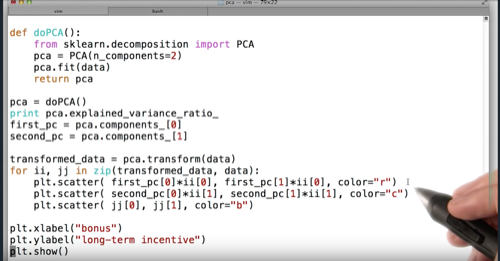 pca — vim — 79×22
vim
bash
def doPCA():
    from sklearn.decomposition import PCA
    pca = PCA(n_components=2)
    pca.fit(data)
    return pca
pca = doPCA()
print pca.explained_variance_ratio_
first_pc = pca.components_[0]
second_pc = pca.components_[1]
transformed_data = pca.transform(data)
for ii, jj in zip(transformed_data, data):
    plt.scatter( first_pc[0]*ii[0], first_pc[1]*ii[0], color="r")
    plt.scatter( second_pc[0]*ii[1], second_pc[1]*ii[1], color="c")
    plt.scatter( jj[0], jj[1], color="b")
plt.xlabel("bonus")
plt.ylabel("long-term incentive")
plt.show()